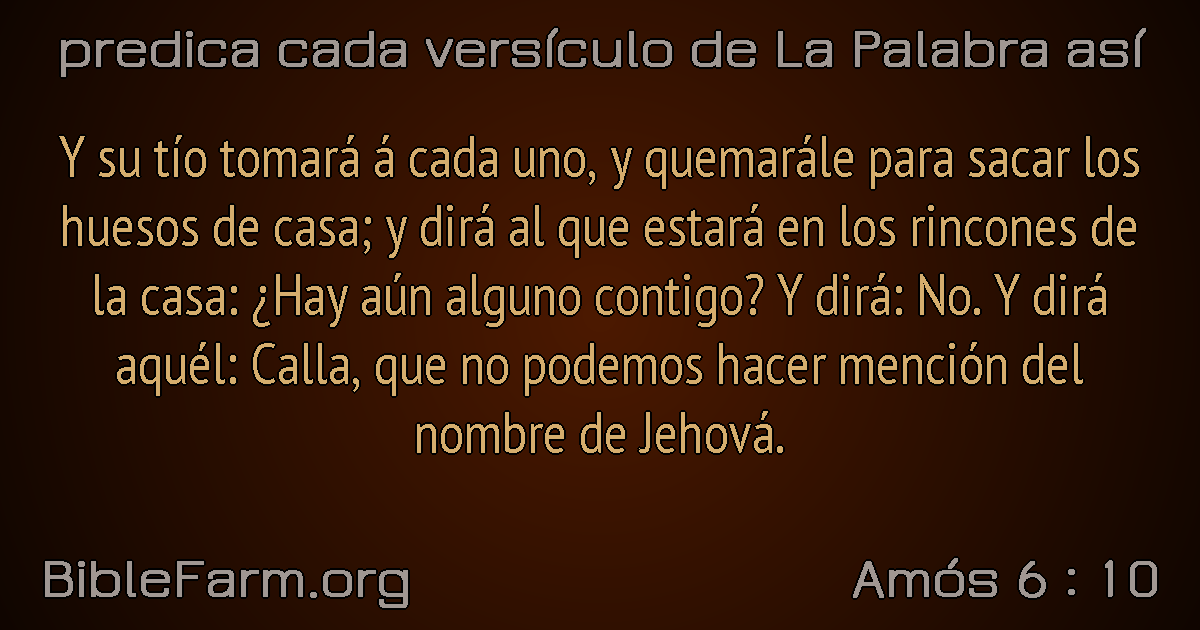 predica cada versículo de La Palabra así
Y su tío tomará á cada uno, y quemarále para sacar los
huesos de casa; y dirá al que estará en los rincones de
la casa: ¿Hay aún alguno contigo? Y dirá: No. Y dirá
aquél: Calla, que no podemos hacer mención del
nombre de Jehová.
BibleFarm.org
Amós 6 : 10